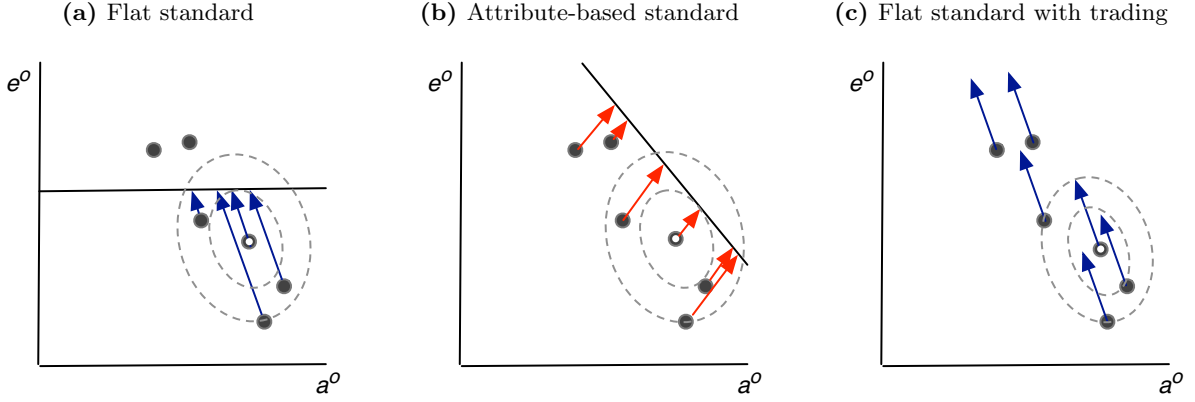 (a) Flat standard
(b) Attribute-based standard
(c) Flat standard with trading
e^o
e^o
e^o
a^o
a^o
a^o